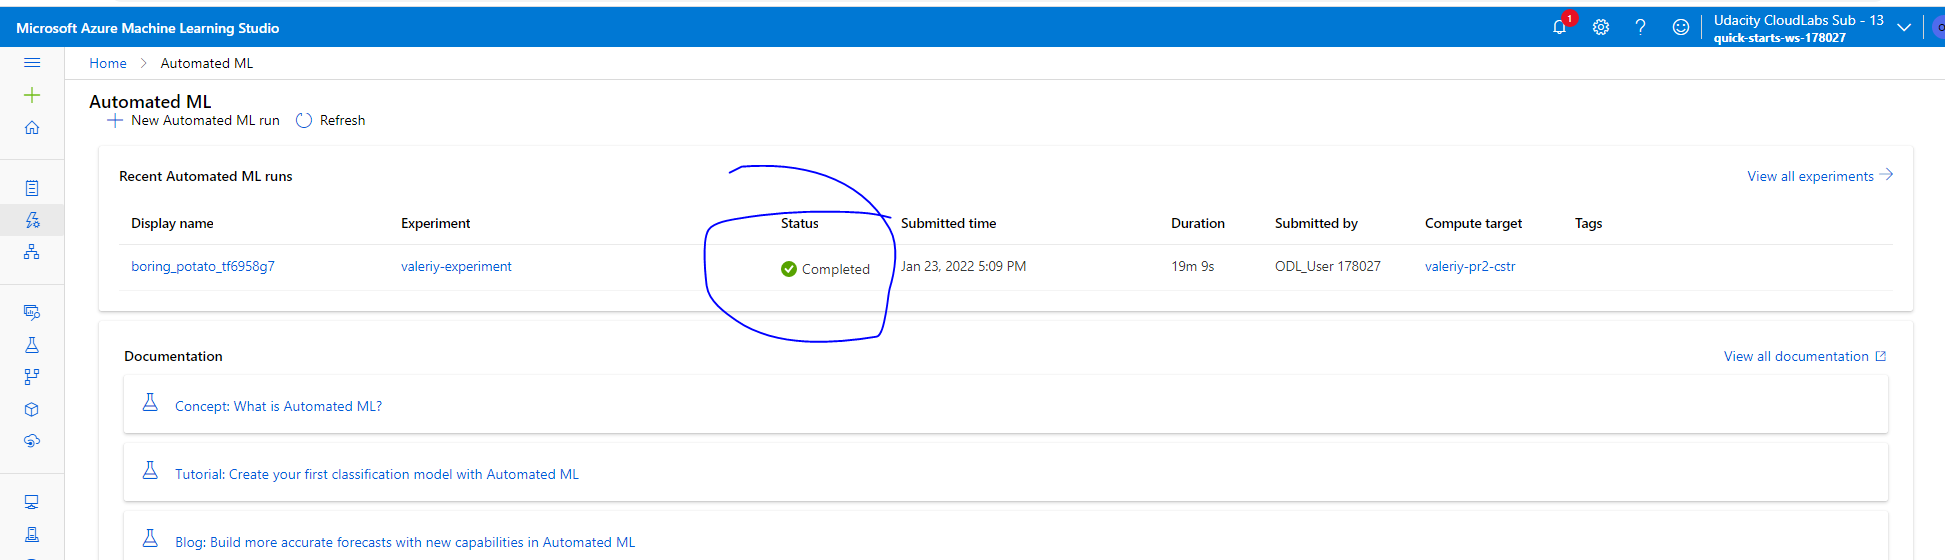 Microsoft Azure Machine Learning Studio
1
Udacity CloudLabs Sub - 13
quick-starts-ws-178027
Home > Automated ML
Automated ML
New Automated ML run Refresh
Recent Automated ML runs
View all experiments
Display name Experiment Status Submitted time Duration Submitted by Compute target Tags
boring_potato_tf6958g7 valeriy-experiment Completed Jan 23, 2022 5:09 PM 19m 9s ODL_User 178027 valeriy-pr2-cstr
Documentation
View all documentation
Concept: What is Automated ML?
Tutorial: Create your first classification model with Automated ML
Blog: Build more accurate forecasts with new capabilities in Automated ML